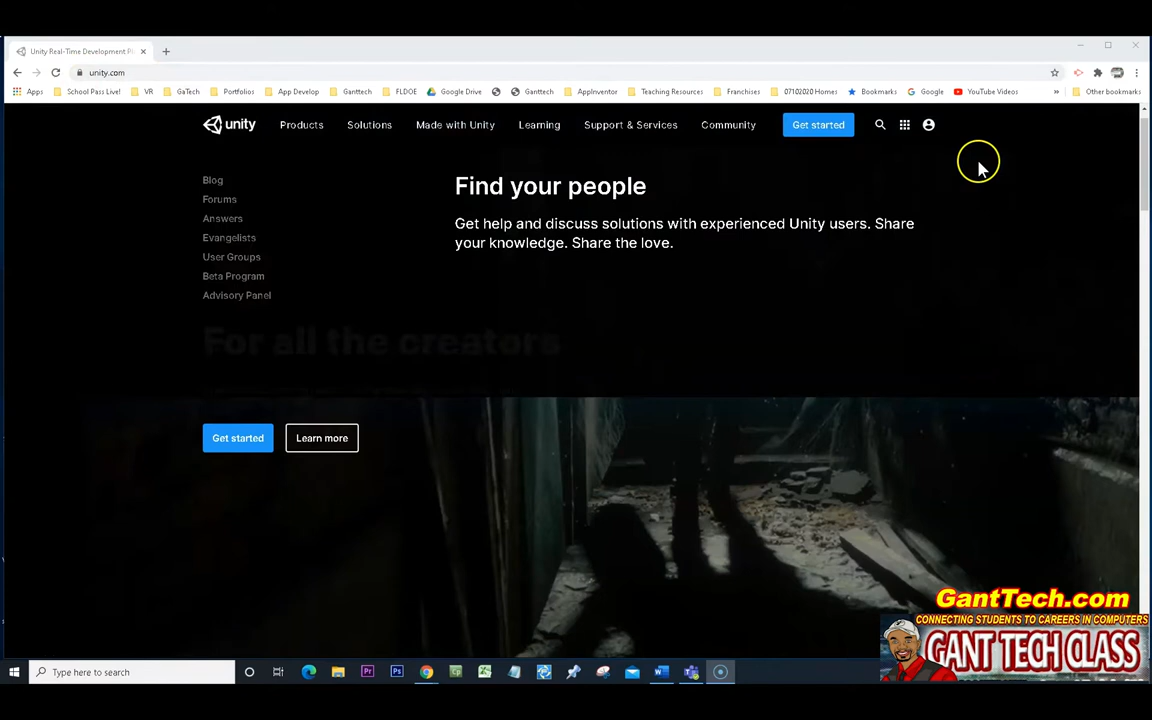 Unity Real-Time Development Pl
unity.com
Apps School Pass Live! VR GaTech Portfolios App Develop Ganttech FLDOE Google Drive Ganttech AppInventor Teaching Resources Franchises 07102020 Homes Bookmarks Google YouTube Videos » Other bookmarks
unity Products Solutions Made with Unity Learning Support & Services Community Get started
Blog
Forums
Answers
Evangelists
User Groups
Beta Program
Advisory Panel
Find your people
Get help and discuss solutions with experienced Unity users. Share
your knowledge. Share the love.
For all the creators
Get started Learn more
GantTech.com
CONNECTING STUDENTS TO CAREERS IN COMPUTERS
GANT TECH CLASS
Type here to search